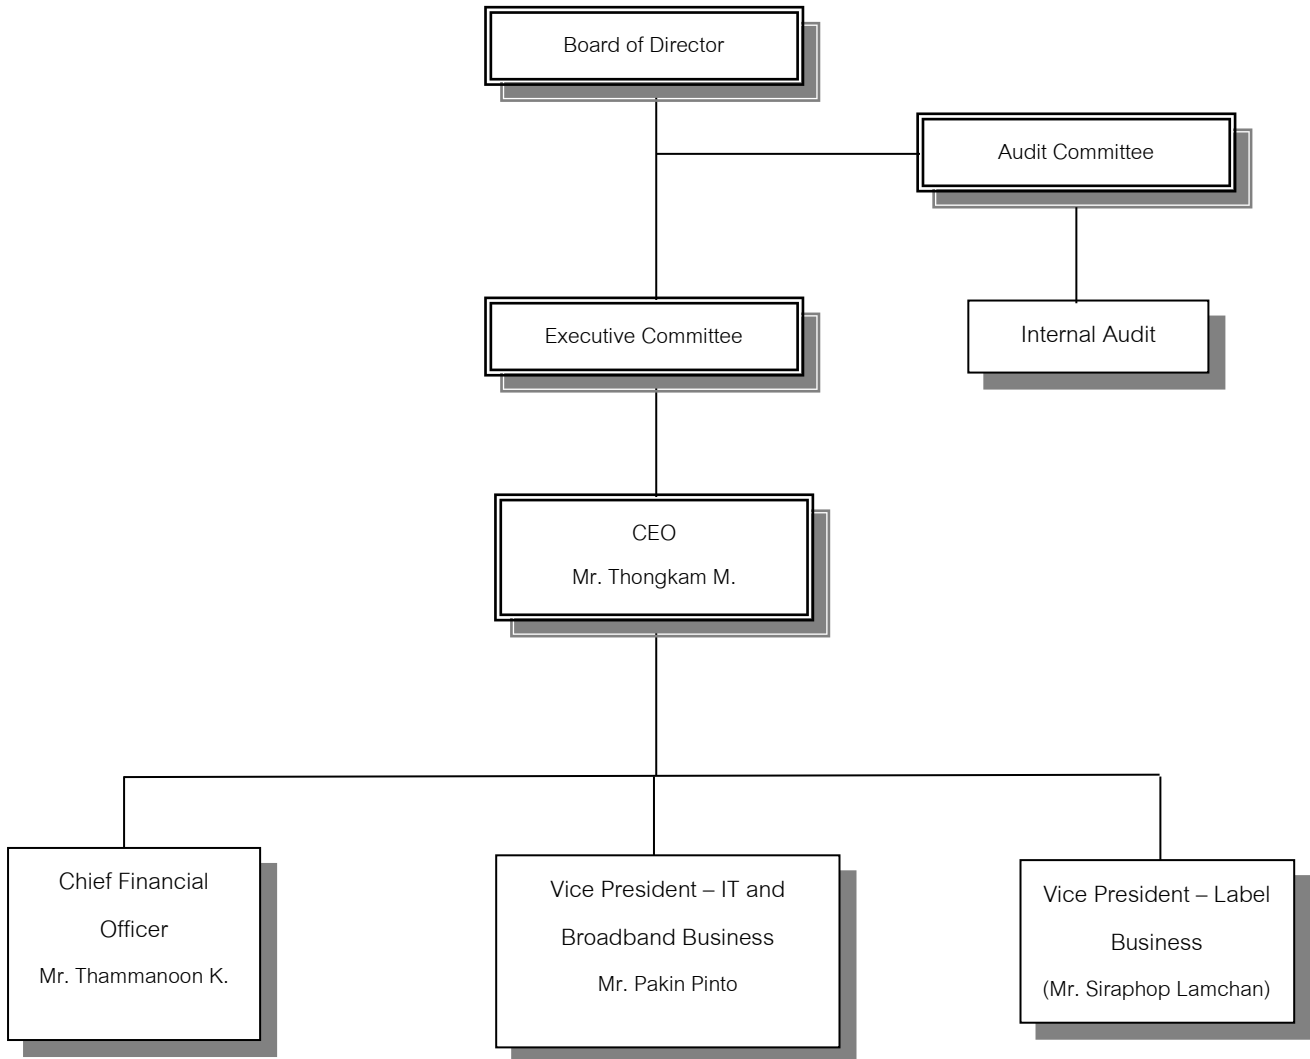 Board of Director
Audit Committee
Executive Committee
Internal Audit
CEO
Mr. Thongkam M.
Chief Financial
Officer
Mr. Thammanoon K.
Vice President – IT and
Broadband Business
Mr. Pakin Pinto
Vice President – Label
Business
(Mr. Siraphop Lamchan)